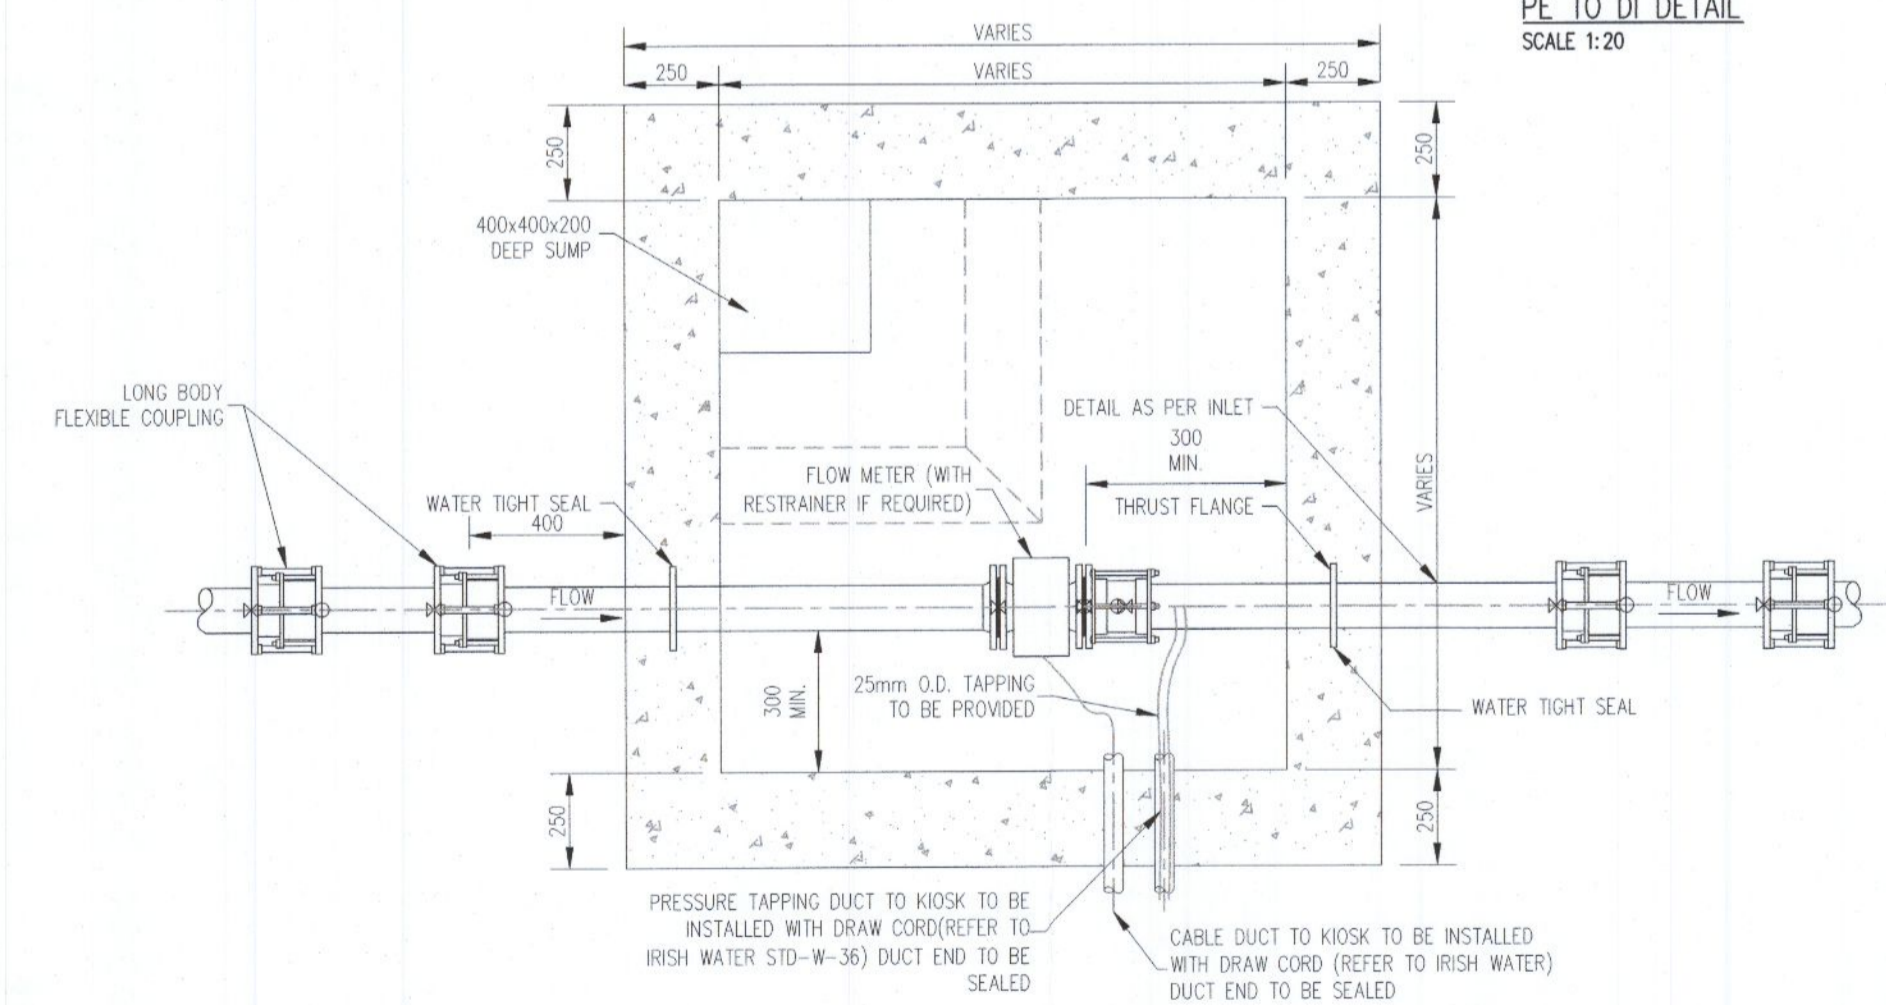 PE TO DI DETAIL
SCALE 1:20
VARIES
250
VARIES
250
250
250
400x400x200
DEEP SUMP
LONG BODY
FLEXIBLE COUPLING
DETAIL AS PER INLET
300
MIN.
FLOW METER (WITH
RESTRAINER IF REQUIRED)
THRUST FLANGE
VARIES
WATER TIGHT SEAL
400
FLOW
FLOW
300
MIN.
25mm O.D. TAPPING
TO BE PROVIDED
WATER TIGHT SEAL
250
250
PRESSURE TAPPING DUCT TO KIOSK TO BE
INSTALLED WITH DRAW CORD(REFER TO
IRISH WATER STD-W-36) DUCT END TO BE
SEALED
CABLE DUCT TO KIOSK TO BE INSTALLED
WITH DRAW CORD (REFER TO IRISH WATER)
DUCT END TO BE SEALED